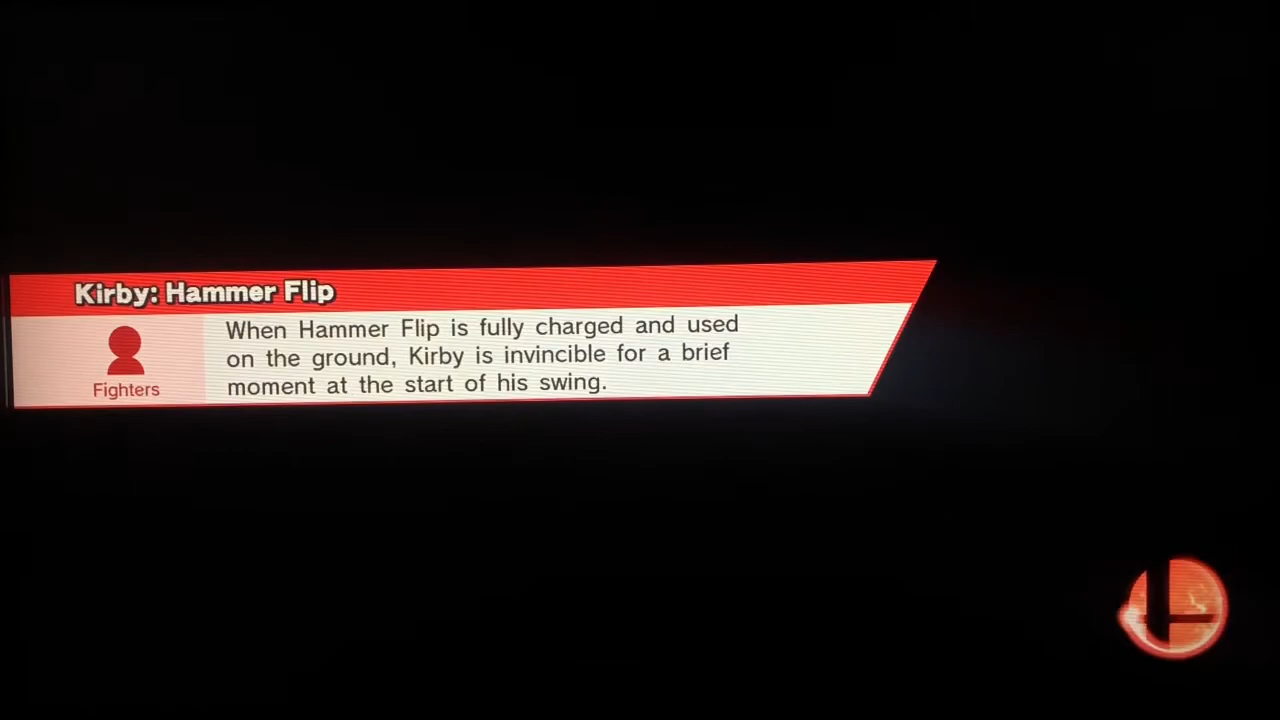 Kirby: Hammer Flip
When Hammer Flip is fully charged and used
on the ground, Kirby is invincible for a brief
moment at the start of his swing.
Fighters